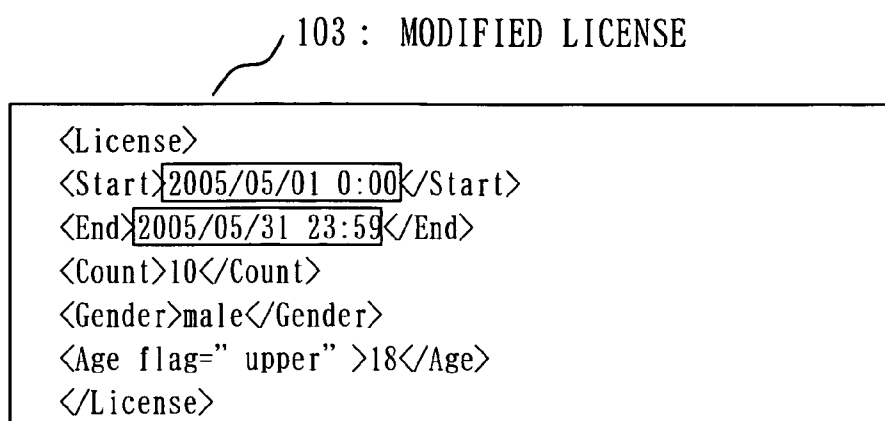 103 : MODIFIED LICENSE
<License>
<Start>2005/05/01 0:00</Start>
<End>2005/05/31 23:59</End>
<Count>10</Count>
<Gender>male</Gender>
<Age flag=” upper” >18</Age>
</License>